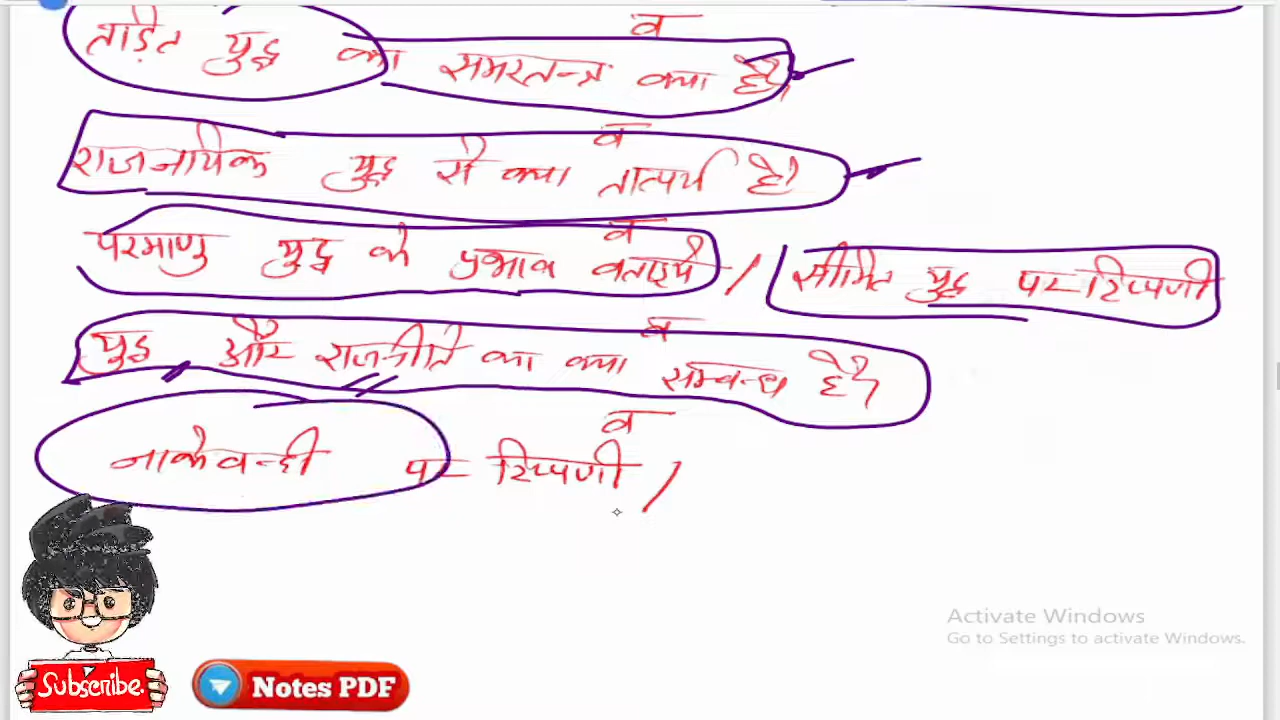 व
ताड़ित युद्ध क्या समरतन्त्र क्या है?
व
राजनायिक युद्ध से क्या तात्पर्य है?
व
परमाणु युद्ध के प्रभाव बताइये / सीमित युद्ध पर टिप्पणी
व
युद्ध और राजनीति का क्या सम्बन्ध है?
व
नाकेबन्दी पर टिप्पणी /
Activate Windows
Go to Settings to activate Windows.
Subscribe.
Notes PDF